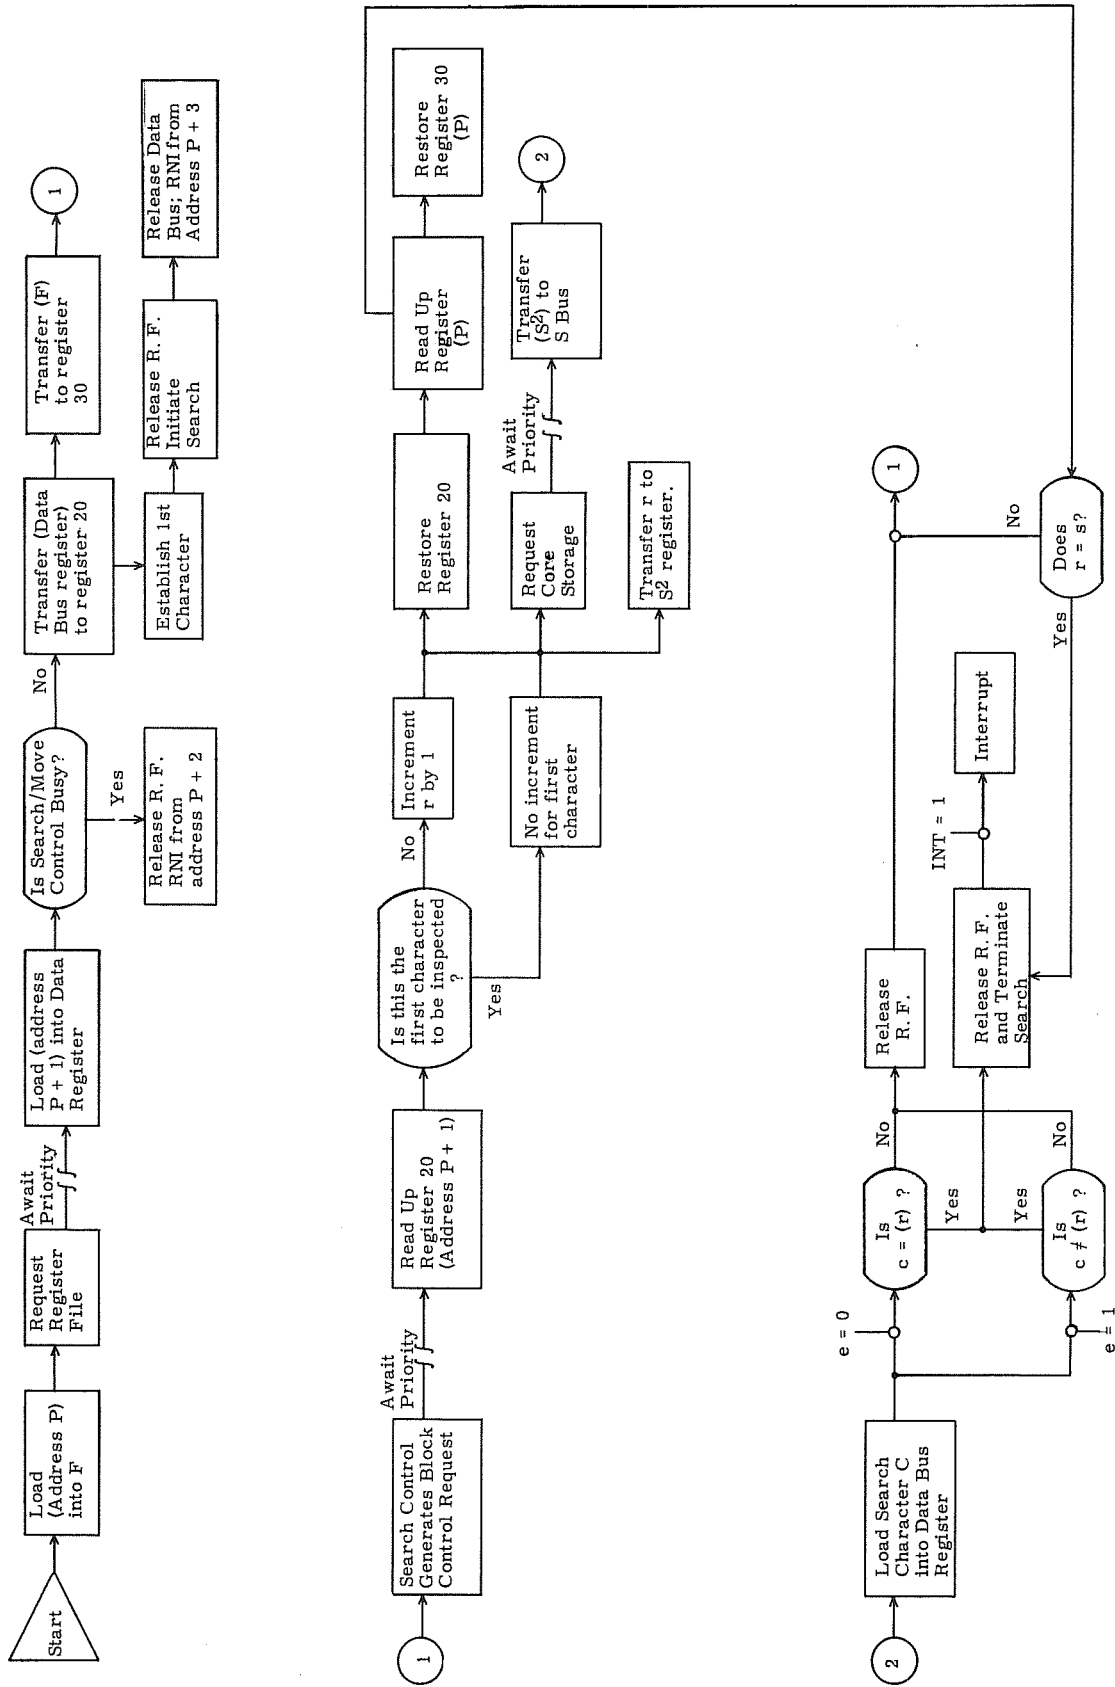 Start
Load
(Address P)
into F
Request
Register
File
Await
Priority
Load (address
P + 1) into Data
Register
Is Search/Move
Control Busy?
Yes
Release R. F.
RNI from
address P + 2
No
Transfer (Data
Bus register)
to register 20
Establish 1st
Character
Release R. F.
Initiate
Search
Release Data
Bus; RNI from
Address P + 3
Transfer (F)
to register
30
1
1
Search Control
Generates Block
Control Request
Await
Priority
Read Up
Register 20
(Address P + 1)
Is this the
first character
to be inspected
?
No
Yes
Increment
r by 1
No increment
for first
character
Restore
Register 20
Request
Core
Storage
Transfer r to
S2 register.
Await
Priority
Read Up
Register
(P)
Transfer
(S2) to
S Bus
Restore
Register 30
(P)
2
2
Load Search
Character C
into Data Bus
Register
e = 0
e = 1
Is
c = (r) ?
Is
c ≠ (r) ?
No
Yes
Yes
No
Release
R. F.
Release R. F.
and Terminate
Search
INT = 1
Interrupt
1
No
Does
r = s?
Yes